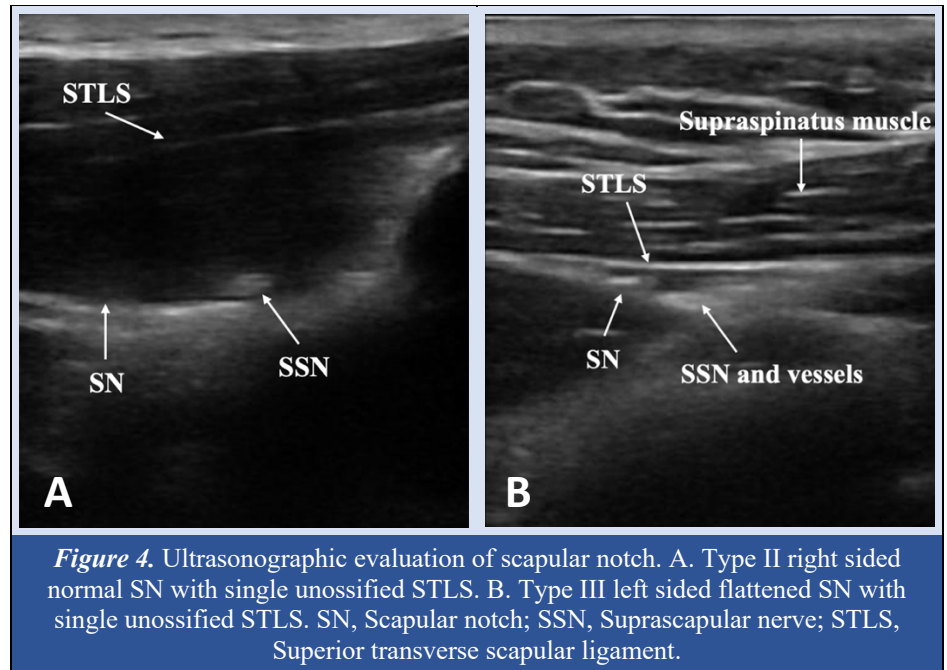 STLS
SN
SSN
A
Supraspinatus muscle
STLS
SN
SSN and vessels
B
Figure 4. Ultrasonographic evaluation of scapular notch. A. Type II right sided
normal SN with single unossified STLS. B. Type III left sided flattened SN with
single unossified STLS. SN, Scapular notch; SSN, Suprascapular nerve; STLS,
Superior transverse scapular ligament.